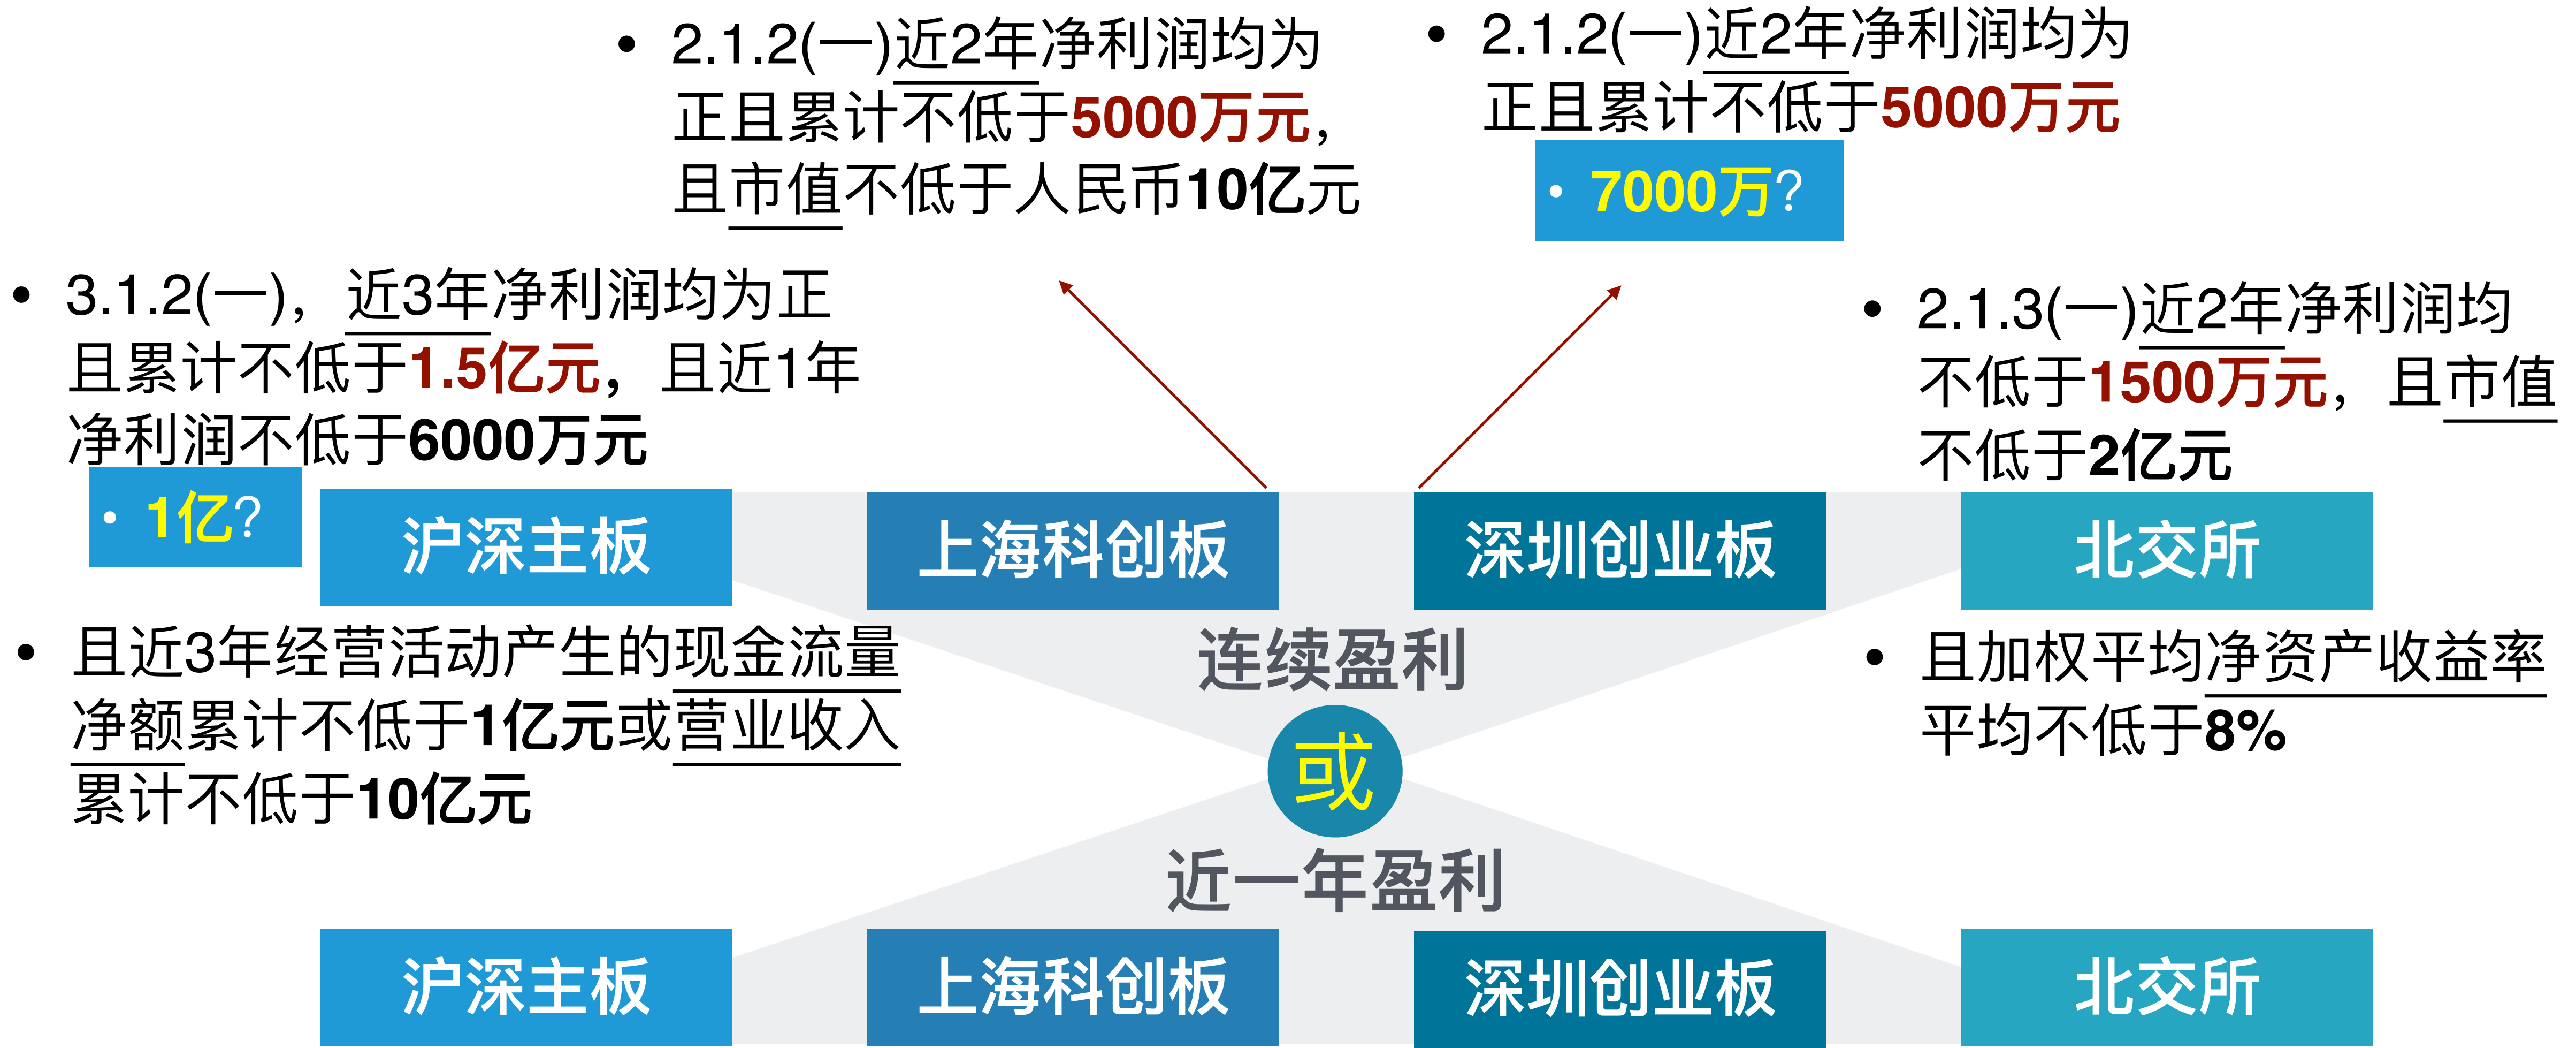 • 2.1.2(一)近2年净利润均为
正且累计不低于5000万元，
且市值不低于人民币10亿元
• 2.1.2(一)近2年净利润均为
正且累计不低于5000万元
• 7000万?
• 3.1.2(一)，近3年净利润均为正
且累计不低于1.5亿元，且近1年
净利润不低于6000万元
• 1亿?
• 2.1.3(一)近2年净利润均
不低于1500万元，且市值
不低于2亿元
沪深主板
上海科创板
深圳创业板
北交所
• 且近3年经营活动产生的现金流量
净额累计不低于1亿元或营业收入
累计不低于10亿元
连续盈利
或
近一年盈利
• 且加权平均净资产收益率
平均不低于8%
沪深主板
上海科创板
深圳创业板
北交所